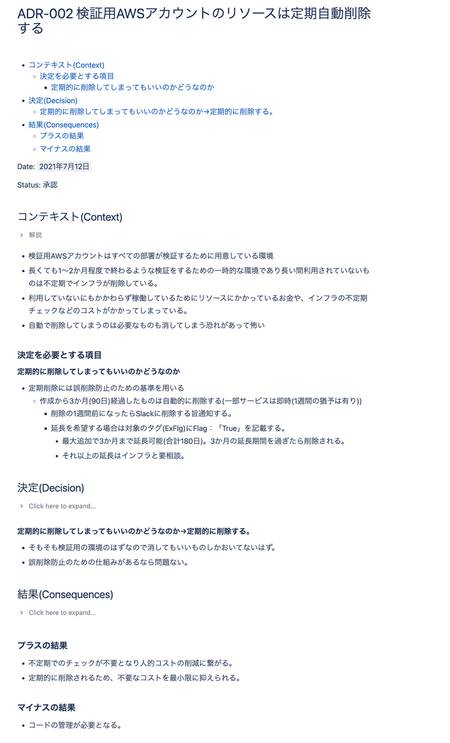 ADR-002 検証用AWSアカウントのリソースは定期自動削除
する
コンテキスト(Context)
決定を必要とする項目
定期的に削除してしまってもいいのかどうなのか
決定(Decision)
定期的に削除してしまってもいいのかどうなのか→定期的に削除する。
結果(Consequences)
プラスの結果
マイナスの結果
Date: 2021年7月12日
Status: 承認
コンテキスト(Context)
解説
検証用AWSアカウントはすべての部署が検証するために用意している環境
長くても1〜2か月程度で終わるような検証をするための一時的な環境であり長い間利用されていないも
のは不定期でインフラが削除している。
利用していないにもかかわらず稼働しているためにリソースにかかっているお金や、インフラの不定期
チェックなどのコストがかかってしまっている。
自動で削除してしまうのは必要なものも消してしまう恐れがあって怖い
決定を必要とする項目
定期的に削除してしまってもいいのかどうなのか
定期削除には誤削除防止のための基準を用いる
作成から3か月(90日)経過したものは自動的に削除する(一部サービスは即時(1週間の猶予は有り))
削除の1週間前になったらSlackに削除する旨通知する。
延長を希望する場合は対象のタグ(ExFlg)にFlag：「True」を記載する。
最大追加で3か月まで延長可能(合計180日)。3か月の延長期間を過ぎたら削除される。
それ以上の延長はインフラと要相談。
決定(Decision)
Click here to expand...
定期的に削除してしまってもいいのかどうなのか→定期的に削除する。
そもそも検証用の環境のはずなので消してもいいものしかおいてないはず。
誤削除防止のための仕組みがあるなら問題ない。
結果(Consequences)
Click here to expand...
プラスの結果
不定期でのチェックが不要となり人的コストの削減に繋がる。
定期的に削除されるため、不要なコストを最小限に抑えられる。
マイナスの結果
コードの管理が必要となる。